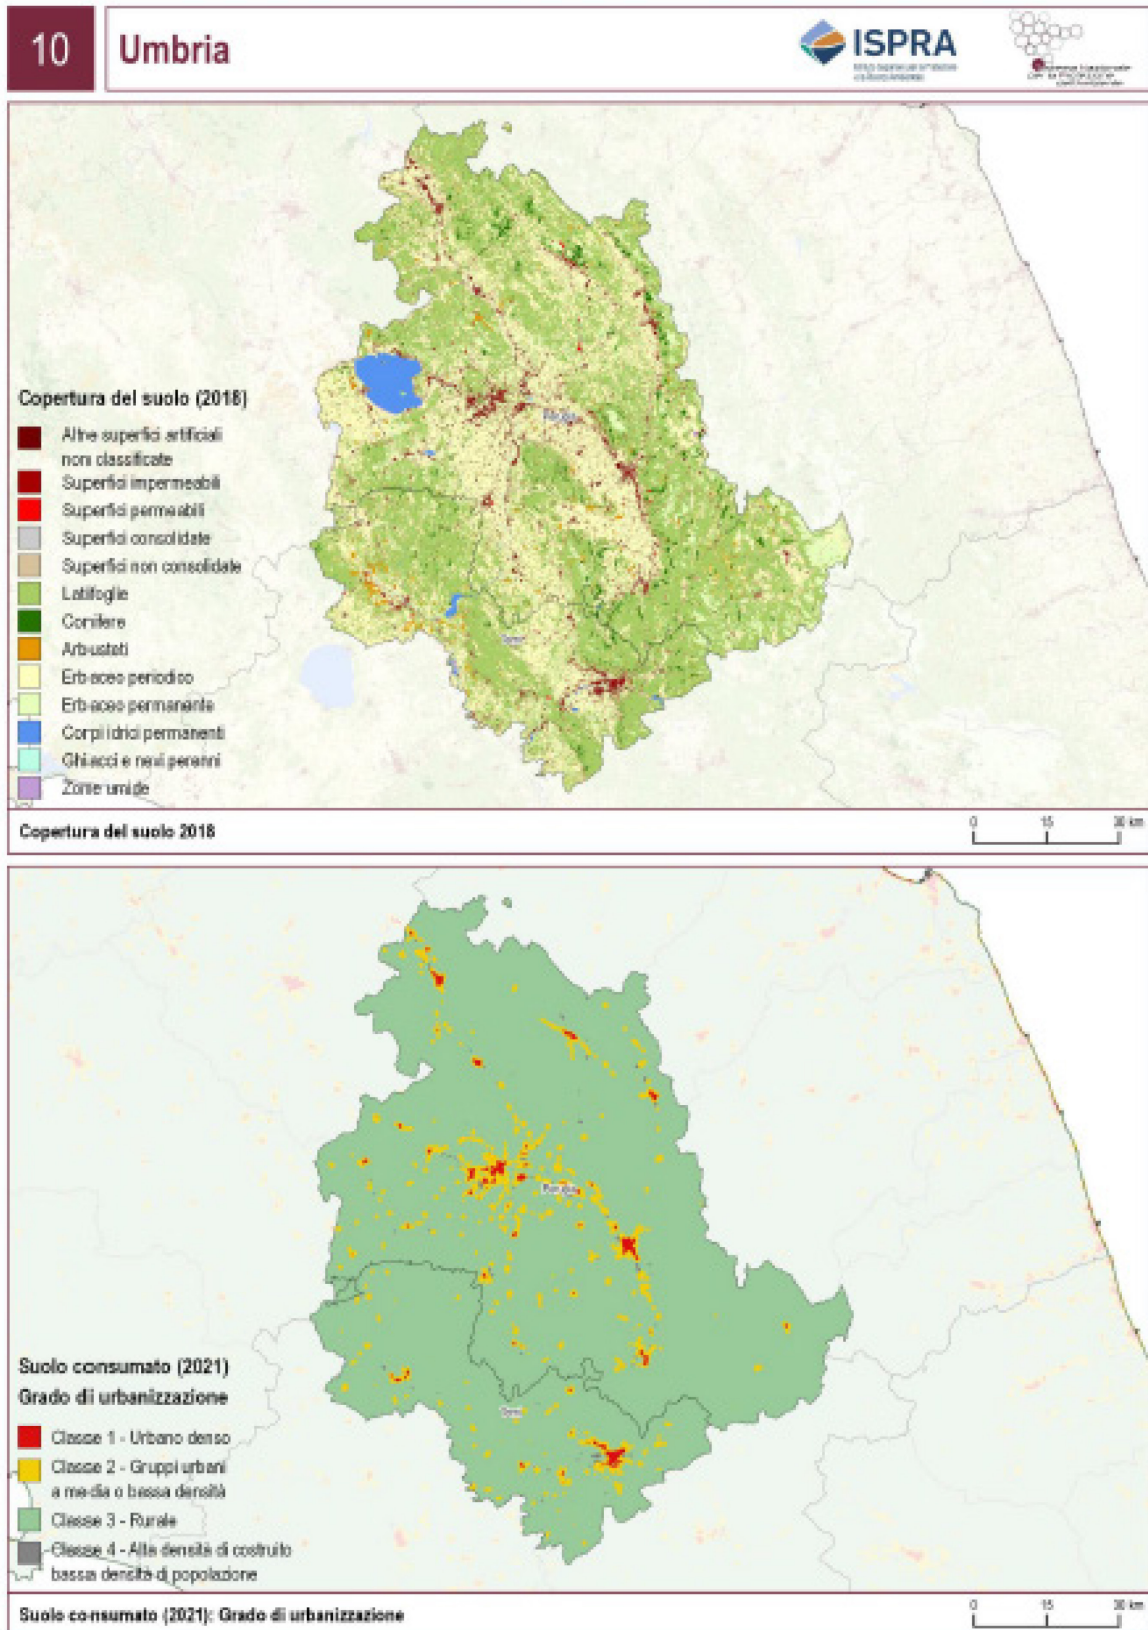 10
Umbria
ISPRA
Copertura del suolo (2018)
Altre superfici artificiali
non classificate
Superfici impermeabili
Superfici permeabili
Superfici consolidate
Superfici non consolidate
Latifoglie
Conifere
Arbusteti
Erbaceo periodico
Erbaceo permanente
Corpi idrici permanenti
Ghiacci e nevi perenni
Zone umide
Copertura del suolo 2018
0 15 30 km
Perugia
Terni
Suolo consumato (2021)
Grado di urbanizzazione
Classe 1 - Urbano denso
Classe 2 - Gruppi urbani
a media o bassa densità
Classe 3 - Rurale
Classe 4 - Alta densità di costruito
bassa densità di popolazione
Suolo consumato (2021): Grado di urbanizzazione
0 15 30 km